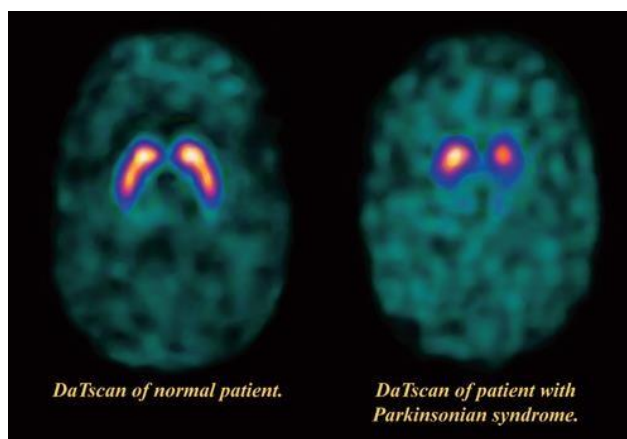 DaTscan of normal patient.
DaTscan of patient with
Parkinsonian syndrome.